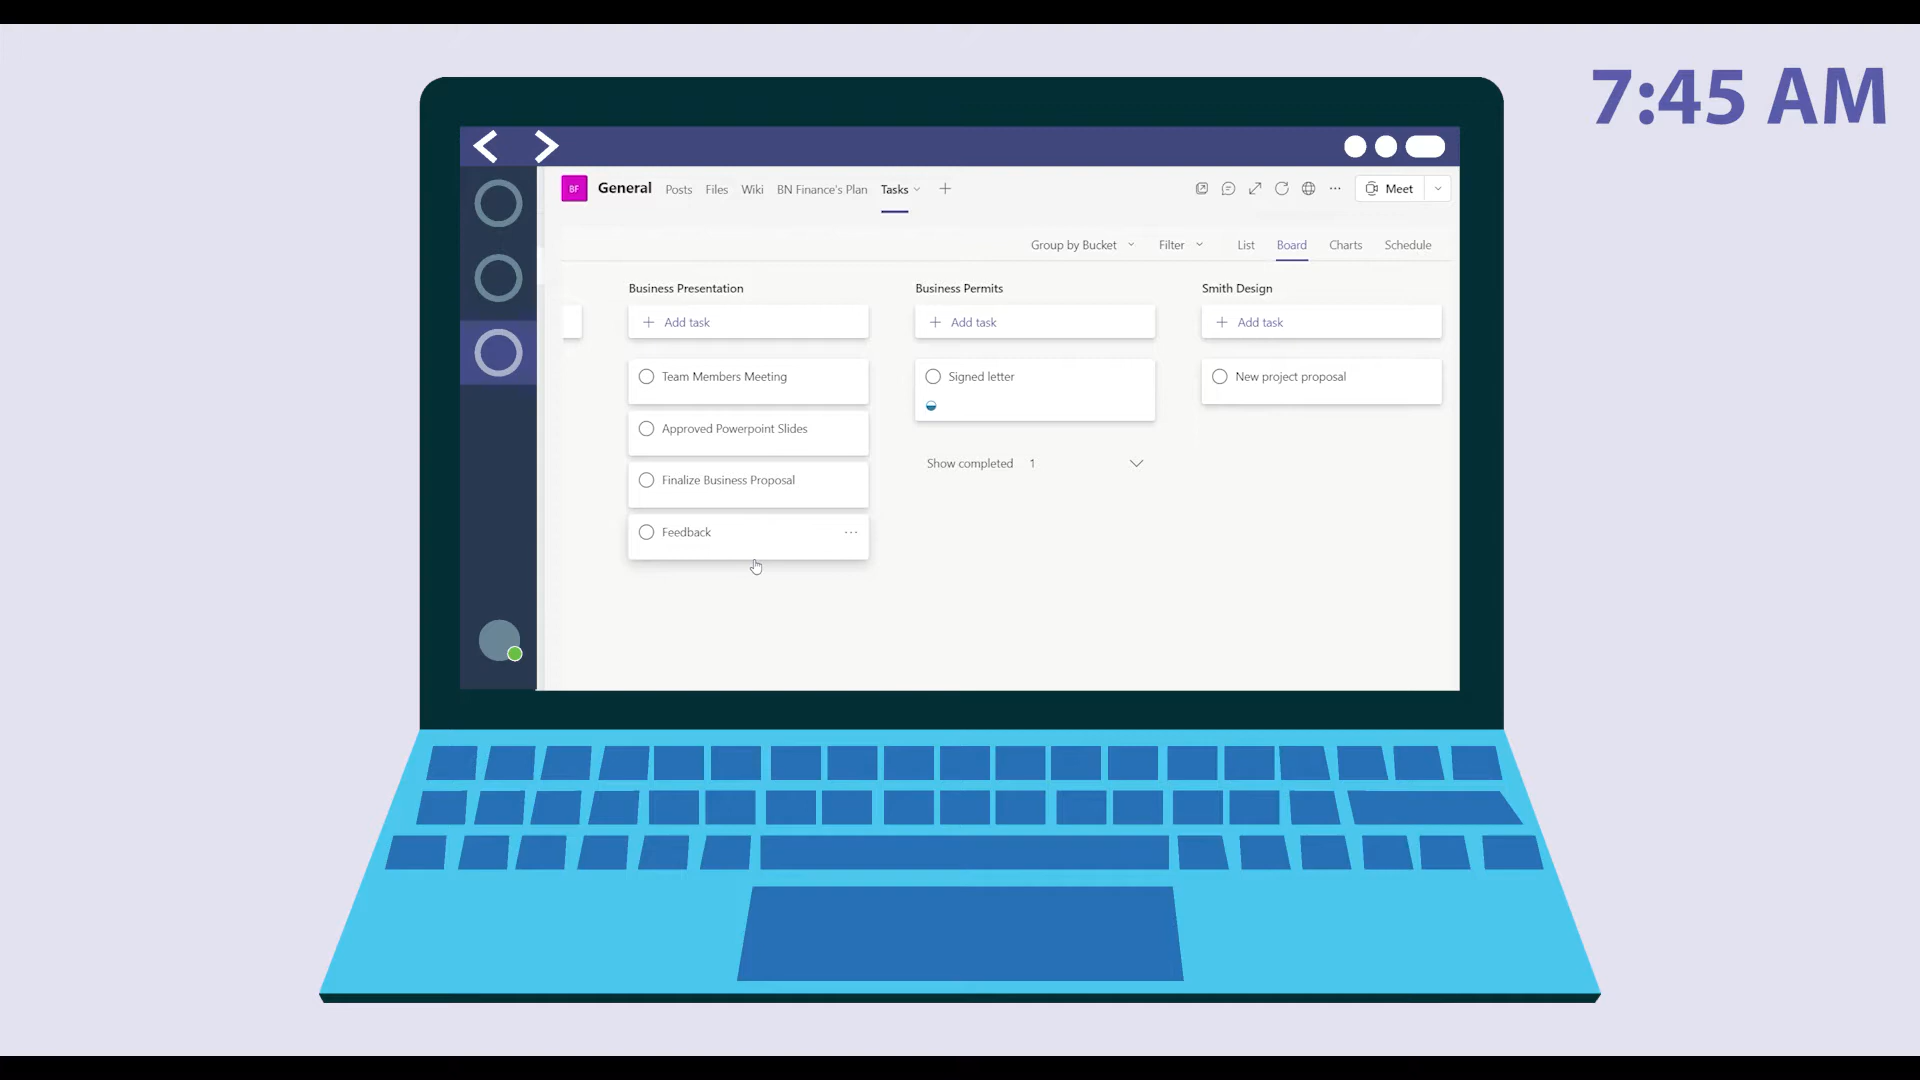 7:45 AM
BF General Posts Files Wiki BN Finance's Plan Tasks Meet
Group by Bucket Filter List Board Charts Schedule
Business Presentation
Add task
Team Members Meeting
Approved Powerpoint Slides
Finalize Business Proposal
Feedback
Business Permits
Add task
Signed letter
Show completed 1
Smith Design
Add task
New project proposal